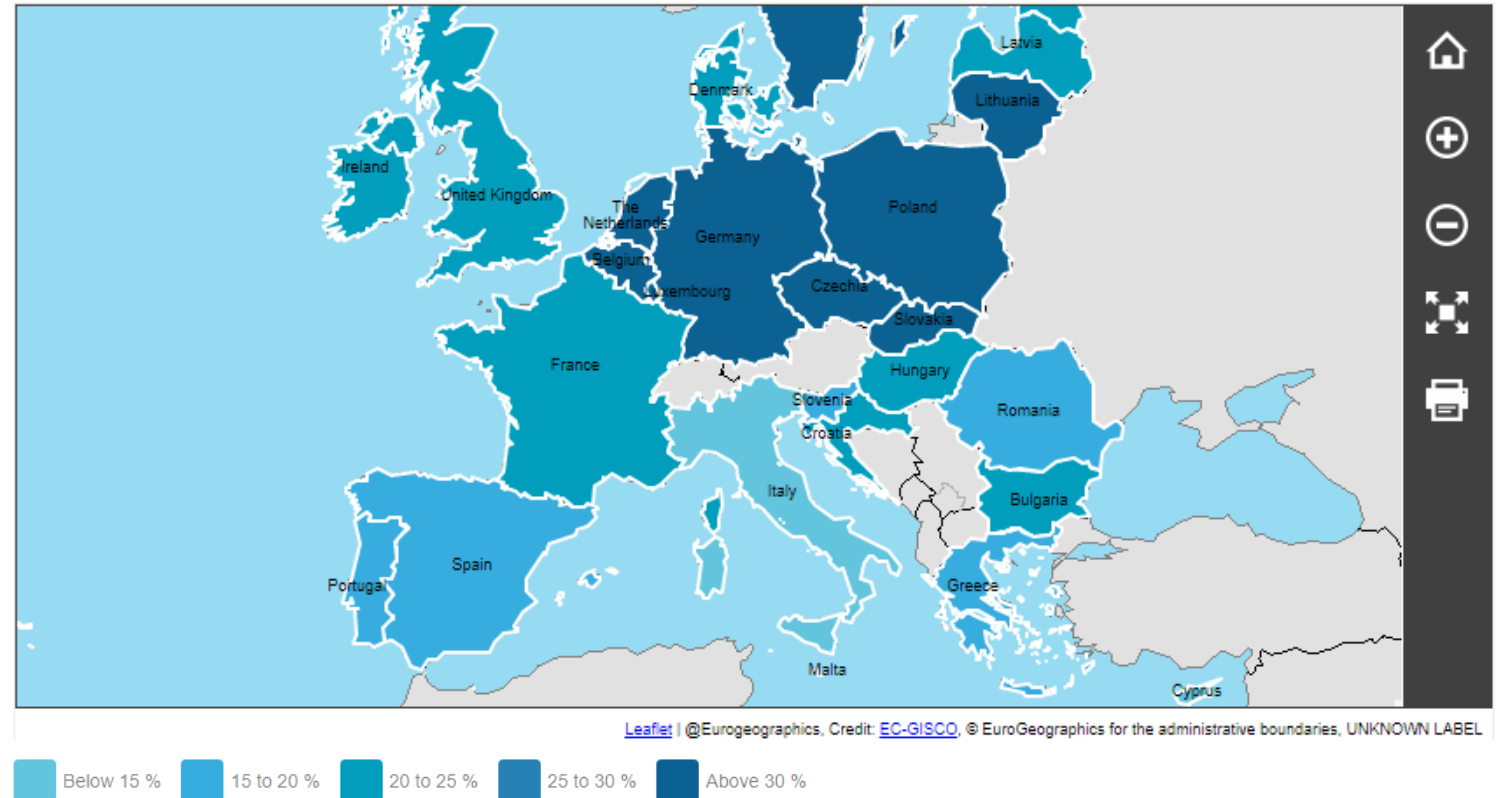 Latvia
Denmark
Lithuania
Ireland
United Kingdom
The
Netherlands
Poland
Germany
Belgium
Czechia
Luxembourg
Slovakia
France
Hungary
Slovenia
Romania
Croatia
Italy
Bulgaria
Spain
Portugal
Greece
Malta
Cyprus
Leaflet | @Eurogeographics, Credit: EC-GISCO, © EuroGeographics for the administrative boundaries, UNKNOWN LABEL
Below 15 % 15 to 20 % 20 to 25 % 25 to 30 % Above 30 %